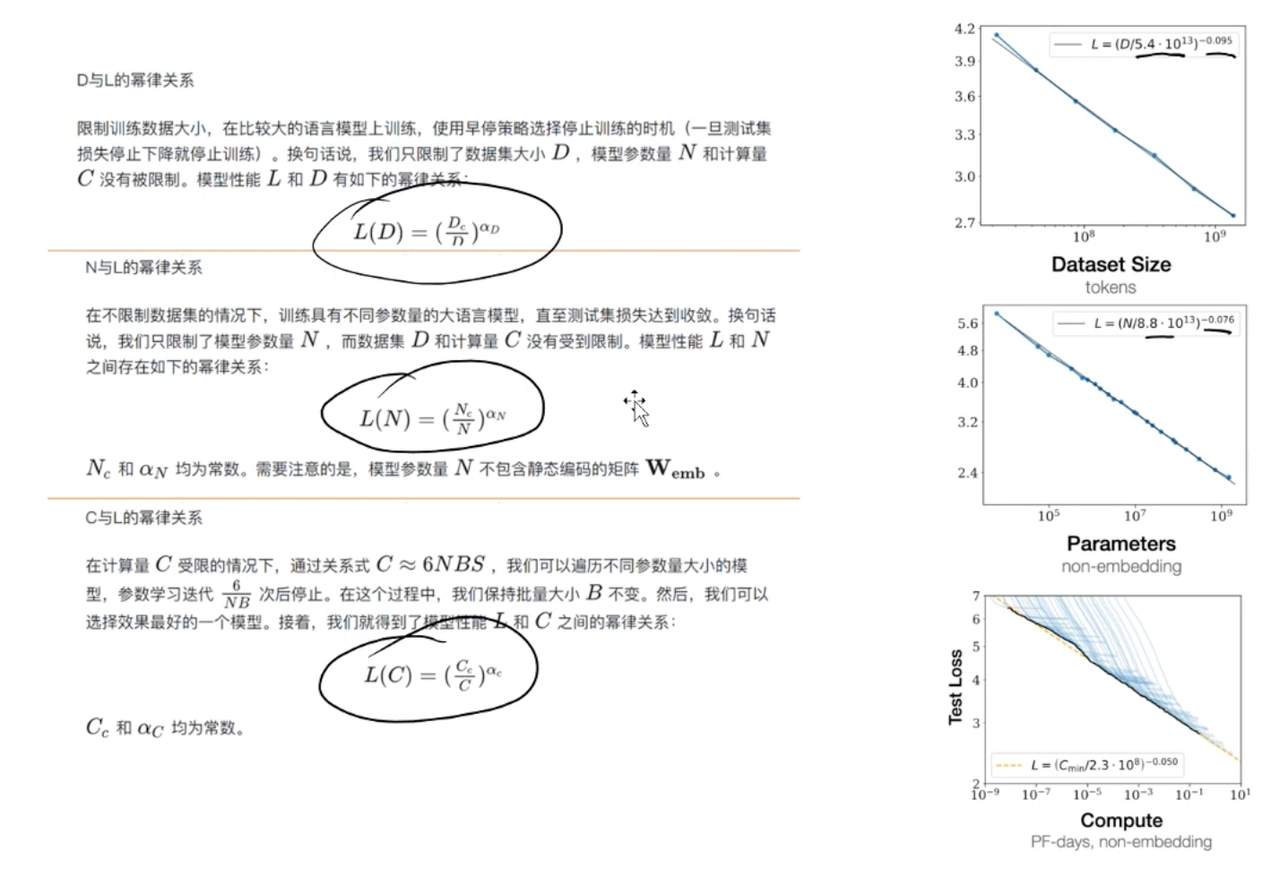 D与L的幂律关系
限制训练数据大小，在比较大的语言模型上训练，使用早停策略选择停止训练的时机（一旦测试集
损失停止下降就停止训练）。换句话说，我们只限制了数据集大小 D ，模型参数量 N 和计算量
C 没有被限制。模型性能 L 和 D 有如下的幂律关系：
L(D) = (D_c/D)^{α_D}
N与L的幂律关系
在不限制数据集的情况下，训练具有不同参数量的大语言模型，直至测试集损失达到收敛。换句话
说，我们只限制了模型参数量 N ，而数据集 D 和计算量 C 没有受到限制。模型性能 L 和 N
之间存在如下的幂律关系：
L(N) = (N_c/N)^{α_N}
N_c 和 α_N 均为常数。需要注意的是，模型参数量 N 不包含静态编码的矩阵 W_emb 。
C与L的幂律关系
在计算量 C 受限的情况下，通过关系式 C ≈ 6NBS ，我们可以遍历不同参数量大小的模
型，参数学习迭代 6/NB 次后停止。在这个过程中，我们保持批量大小 B 不变。然后，我们可以
选择效果最好的一个模型。接着，我们就得到了模型性能 L 和 C 之间的幂律关系：
L(C) = (C_c/C)^{α_c}
C_c 和 α_C 均为常数。
4.2
3.9
3.6
3.3
3.0
2.7
L = (D/5.4 · 10^13)^−0.095
10^8 10^9
Dataset Size
tokens
5.6
4.8
4.0
3.2
2.4
L = (N/8.8 · 10^13)^−0.076
10^5 10^7 10^9
Parameters
non-embedding
7
6
5
4
3
2
Test Loss
L = (C_min/2.3 · 10^8)^−0.050
10^−9 10^−7 10^−5 10^−3 10^−1 10^1
Compute
PF-days, non-embedding